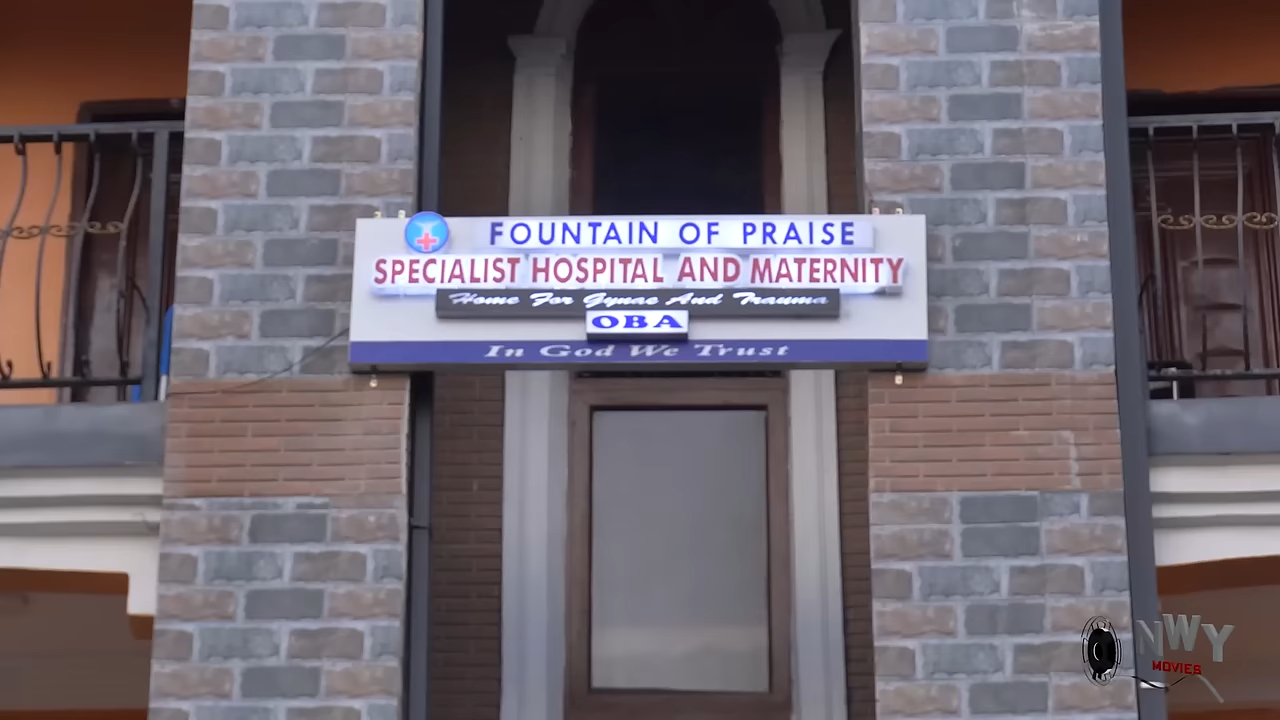 FOUNTAIN OF PRAISE
SPECIALIST HOSPITAL AND MATERNITY
Home For Gynae And Trauma
OBA
In God We Trust
NWY
MOVIES